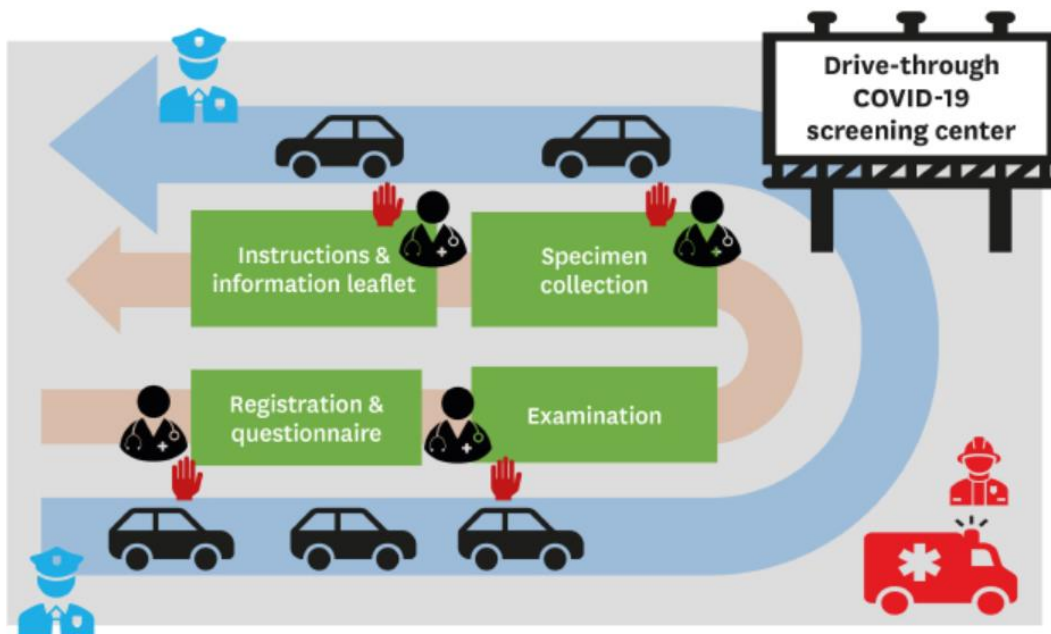 Drive-through
COVID-19
screening center
Instructions &
information leaflet
Specimen
collection
Registration &
questionnaire
Examination